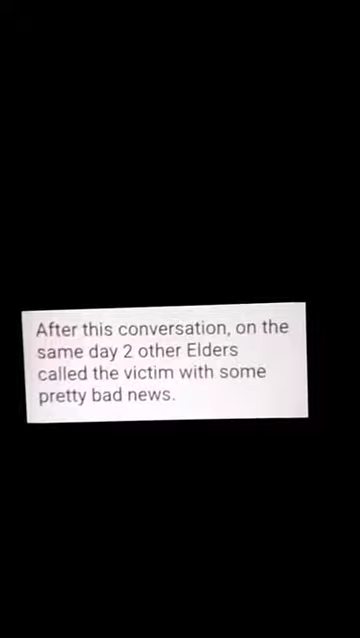 After this conversation, on the
same day 2 other Elders
called the victim with some
pretty bad news.